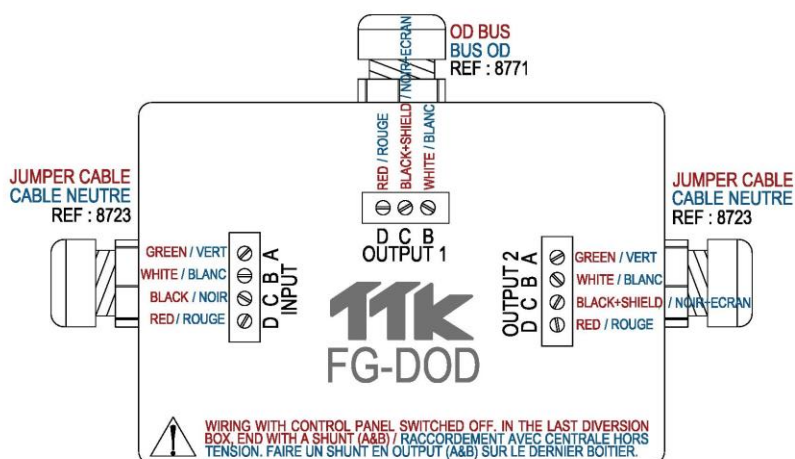 OD BUS
BUS OD
REF : 8771
RED / ROUGE
BLACK+SHIELD / NOIR+ECRAN
WHITE / BLANC
D C B
OUTPUT 1
JUMPER CABLE
CABLE NEUTRE
REF : 8723
GREEN / VERT
WHITE / BLANC
BLACK / NOIR
RED / ROUGE
A
B
C
D
INPUT
TTK
FG-DOD
OUTPUT 2
A
B
C
D
GREEN / VERT
WHITE / BLANC
BLACK+SHIELD / NOIR+ECRAN
RED / ROUGE
JUMPER CABLE
CABLE NEUTRE
REF : 8723
WIRING WITH CONTROL PANEL SWITCHED OFF. IN THE LAST DIVERSION
BOX, END WITH A SHUNT (A&B) / RACCORDEMENT AVEC CENTRALE HORS
TENSION. FAIRE UN SHUNT EN OUTPUT (A&B) SUR LE DERNIER BOITIER.